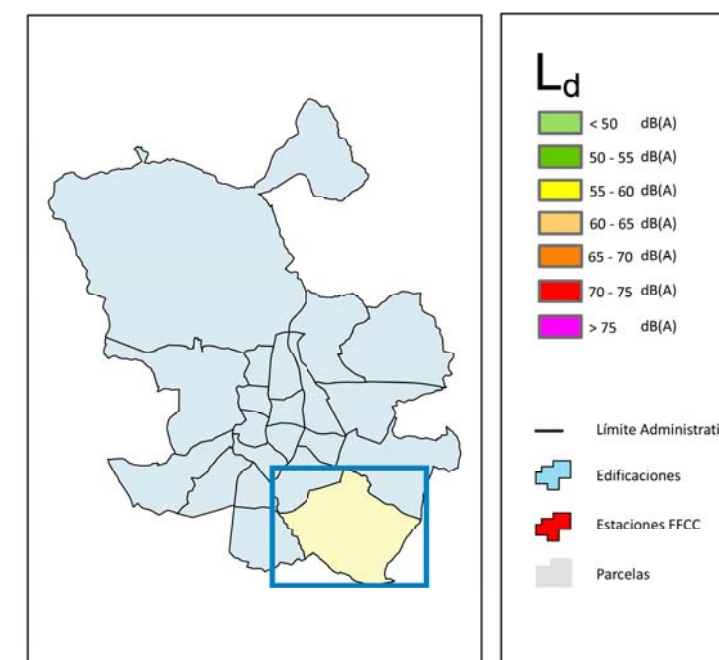 Ld
< 50 dB(A)
50 - 55 dB(A)
55 - 60 dB(A)
60 - 65 dB(A)
65 - 70 dB(A)
70 - 75 dB(A)
> 75 dB(A)
Límite Administrati
Edificaciones
Estaciones FFCC
Parcelas